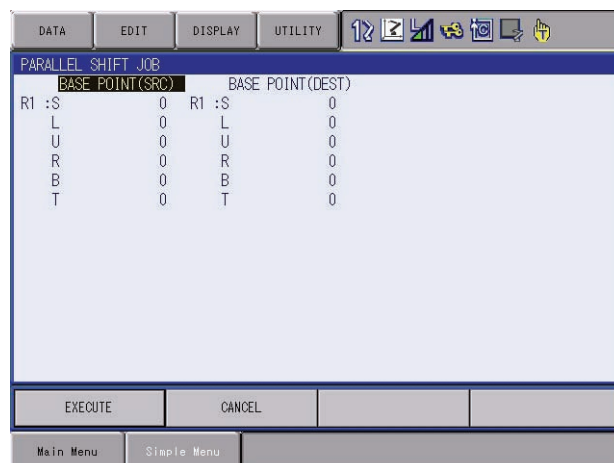 DATA EDIT DISPLAY UTILITY
PARALLEL SHIFT JOB
BASE POINT(SRC) BASE POINT(DEST)
R1 :S 0 R1 :S 0
L 0 L 0
U 0 U 0
R 0 R 0
B 0 B 0
T 0 T 0
EXECUTE CANCEL
Main Menu Simple Menu